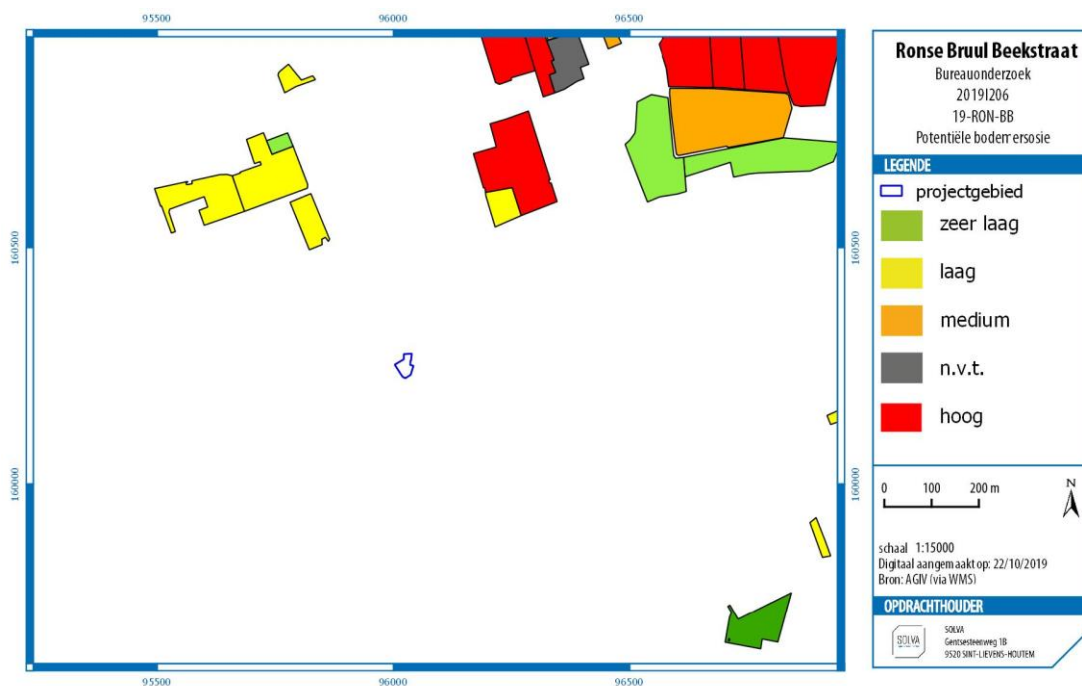 95500 96000 96500
160500 160500
160000 160000
95500 96000 96500
Ronse Bruul Beekstraat
Bureauonderzoek
2019I206
19-RON-BB
Potentiële bodemersosie
LEGENDE
projectgebied
zeer laag
laag
medium
n.v.t.
hoog
0 100 200 m
N
schaal 1:15000
Digitaal aangemaakt op: 22/10/2019
Bron: AGIV (via WMS)
OPDRACHTHOUDER
SOLVA
SOLVA
Gentsesteenweg 1B
9520 SINT-LIEVENS-HOUTEM